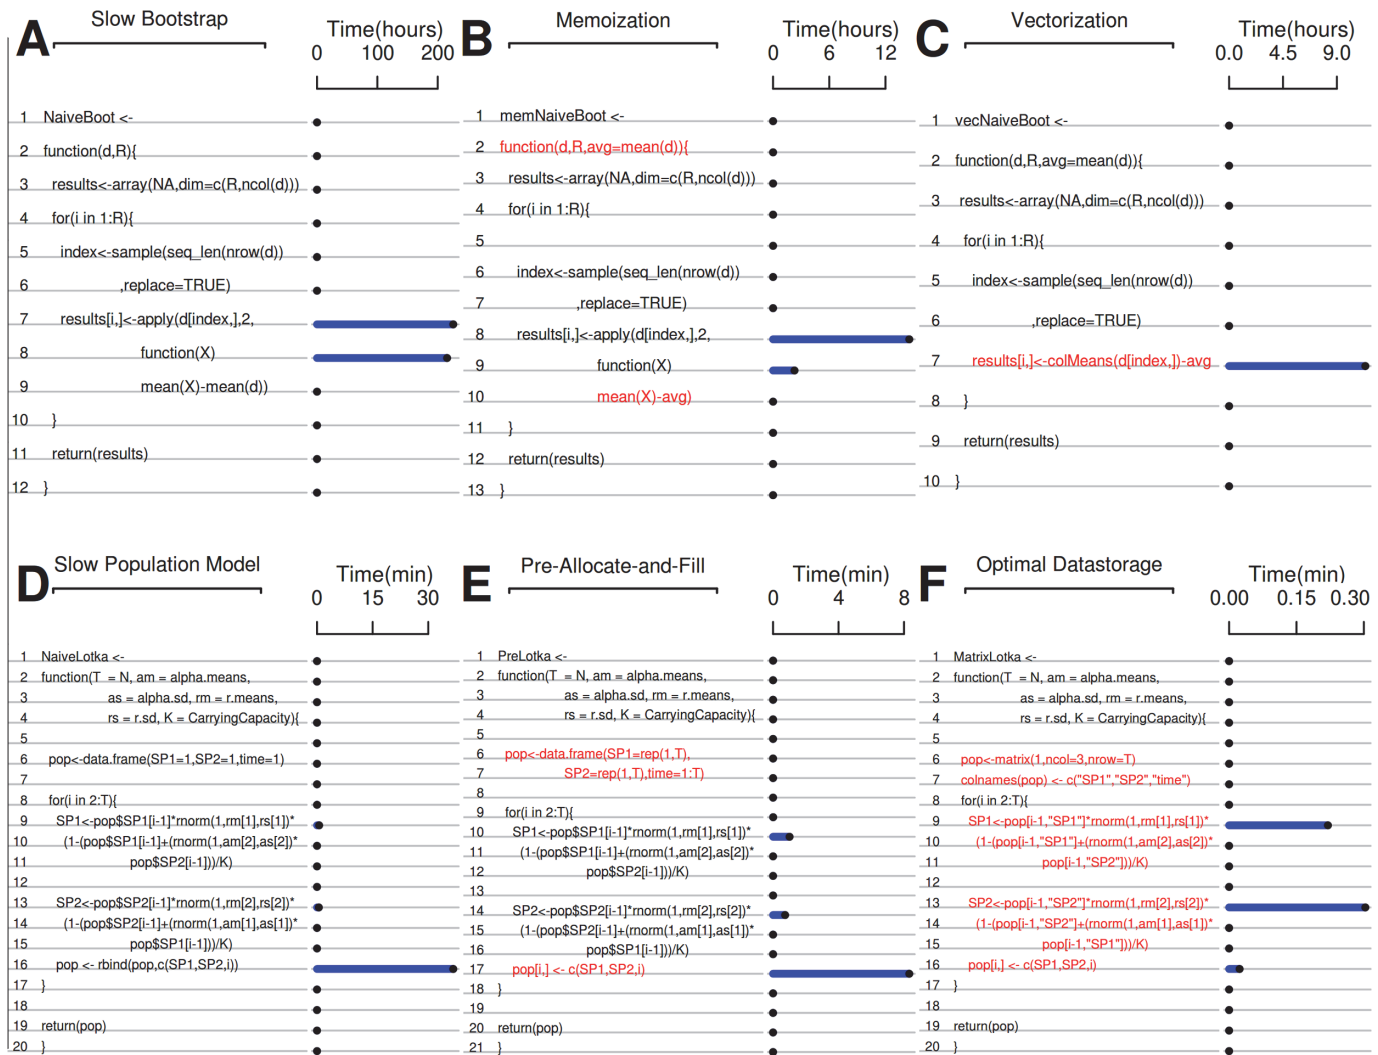 A Slow Bootstrap
Time(hours)
0 100 200
1 NaiveBoot <-
2 function(d,R){
3 results<-array(NA,dim=c(R,ncol(d)))
4 for(i in 1:R){
5 index<-sample(seq_len(nrow(d))
6 ,replace=TRUE)
7 results[i,]<-apply(d[index,],2,
8 function(X)
9 mean(X)-mean(d))
10 }
11 return(results)
12 }
B Memoization
Time(hours)
0 6 12
1 memNaiveBoot <-
2 function(d,R,avg=mean(d)){
3 results<-array(NA,dim=c(R,ncol(d)))
4 for(i in 1:R){
5
6 index<-sample(seq_len(nrow(d))
7 ,replace=TRUE)
8 results[i,]<-apply(d[index,],2,
9 function(X)
10 mean(X)-avg)
11 }
12 return(results)
13 }
C Vectorization
Time(hours)
0.0 4.5 9.0
1 vecNaiveBoot <-
2 function(d,R,avg=mean(d)){
3 results<-array(NA,dim=c(R,ncol(d)))
4 for(i in 1:R){
5 index<-sample(seq_len(nrow(d))
6 ,replace=TRUE)
7 results[i,]<-colMeans(d[index,])-avg
8 }
9 return(results)
10 }
D Slow Population Model
Time(min)
0 15 30
1 NaiveLotka <-
2 function(T = N, am = alpha.means,
3 as = alpha.sd, rm = r.means,
4 rs = r.sd, K = CarryingCapacity){
5
6 pop<-data.frame(SP1=1,SP2=1,time=1)
7
8 for(i in 2:T){
9 SP1<-pop$SP1[i-1]*rnorm(1,rm[1],rs[1])*
10 (1-(pop$SP1[i-1]+(rnorm(1,am[2],as[2])*
11 pop$SP2[i-1]))/K)
12
13 SP2<-pop$SP2[i-1]*rnorm(1,rm[2],rs[2])*
14 (1-(pop$SP2[i-1]+(rnorm(1,am[1],as[1])*
15 pop$SP1[i-1]))/K)
16 pop <- rbind(pop,c(SP1,SP2,i))
17 }
18
19 return(pop)
20 }
E Pre-Allocate-and-Fill
Time(min)
0 4 8
1 PreLotka <-
2 function(T = N, am = alpha.means,
3 as = alpha.sd, rm = r.means,
4 rs = r.sd, K = CarryingCapacity){
5
6 pop<-data.frame(SP1=rep(1,T),
7 SP2=rep(1,T),time=1:T)
8
9 for(i in 2:T){
10 SP1<-pop$SP1[i-1]*rnorm(1,rm[1],rs[1])*
11 (1-(pop$SP1[i-1]+(rnorm(1,am[2],as[2])*
12 pop$SP2[i-1]))/K)
13
14 SP2<-pop$SP2[i-1]*rnorm(1,rm[2],rs[2])*
15 (1-(pop$SP2[i-1]+(rnorm(1,am[1],as[1])*
16 pop$SP1[i-1]))/K)
17 pop[i,] <- c(SP1,SP2,i)
18 }
19
20 return(pop)
21 }
F Optimal Datastorage
Time(min)
0.00 0.15 0.30
1 MatrixLotka <-
2 function(T = N, am = alpha.means,
3 as = alpha.sd, rm = r.means,
4 rs = r.sd, K = CarryingCapacity){
5
6 pop<-matrix(1,ncol=3,nrow=T)
7 colnames(pop) <- c("SP1","SP2","time")
8 for(i in 2:T){
9 SP1<-pop[i-1,"SP1"]*rnorm(1,rm[1],rs[1])*
10 (1-(pop[i-1,"SP1"]+(rnorm(1,am[2],as[2])*
11 pop[i-1,"SP2"]))/K)
12
13 SP2<-pop[i-1,"SP2"]*rnorm(1,rm[2],rs[2])*
14 (1-(pop[i-1,"SP2"]+(rnorm(1,am[1],as[1])*
15 pop[i-1,"SP1"]))/K)
16 pop[i,] <- c(SP1,SP2,i)
17 }
18
19 return(pop)
20 }